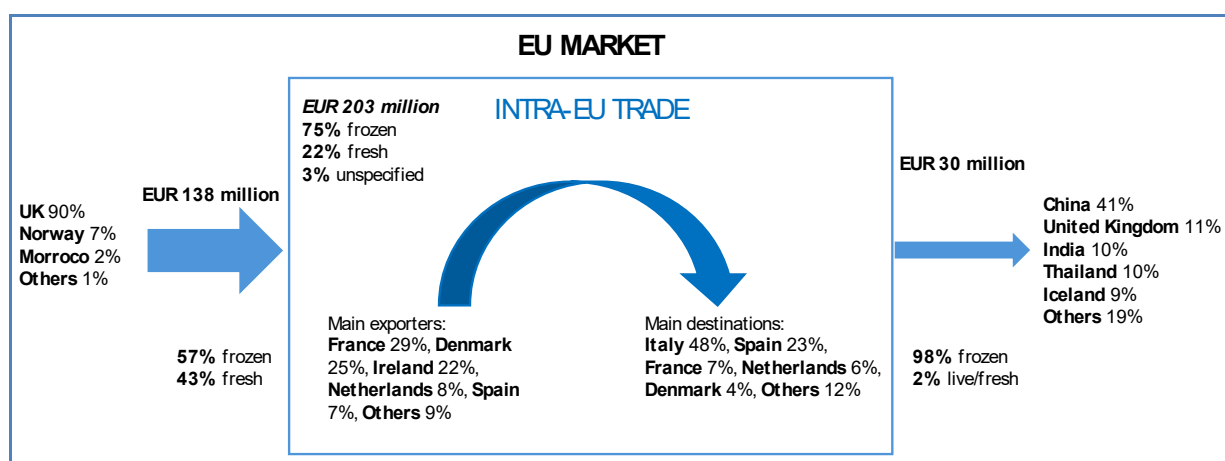 EU MARKET
EUR 203 million
INTRA-EU TRADE
75% frozen
22% fresh
3% unspecified
EUR 138 million
UK 90%
Norway 7%
Morroco 2%
Others 1%
57% frozen
43% fresh
Main exporters:
France 29%, Denmark
25%, Ireland 22%,
Netherlands 8%, Spain
7%, Others 9%
Main destinations:
Italy 48%, Spain 23%,
France 7%, Netherlands 6%,
Denmark 4%, Others 12%
EUR 30 million
China 41%
United Kingdom 11%
India 10%
Thailand 10%
Iceland 9%
Others 19%
98% frozen
2% live/fresh